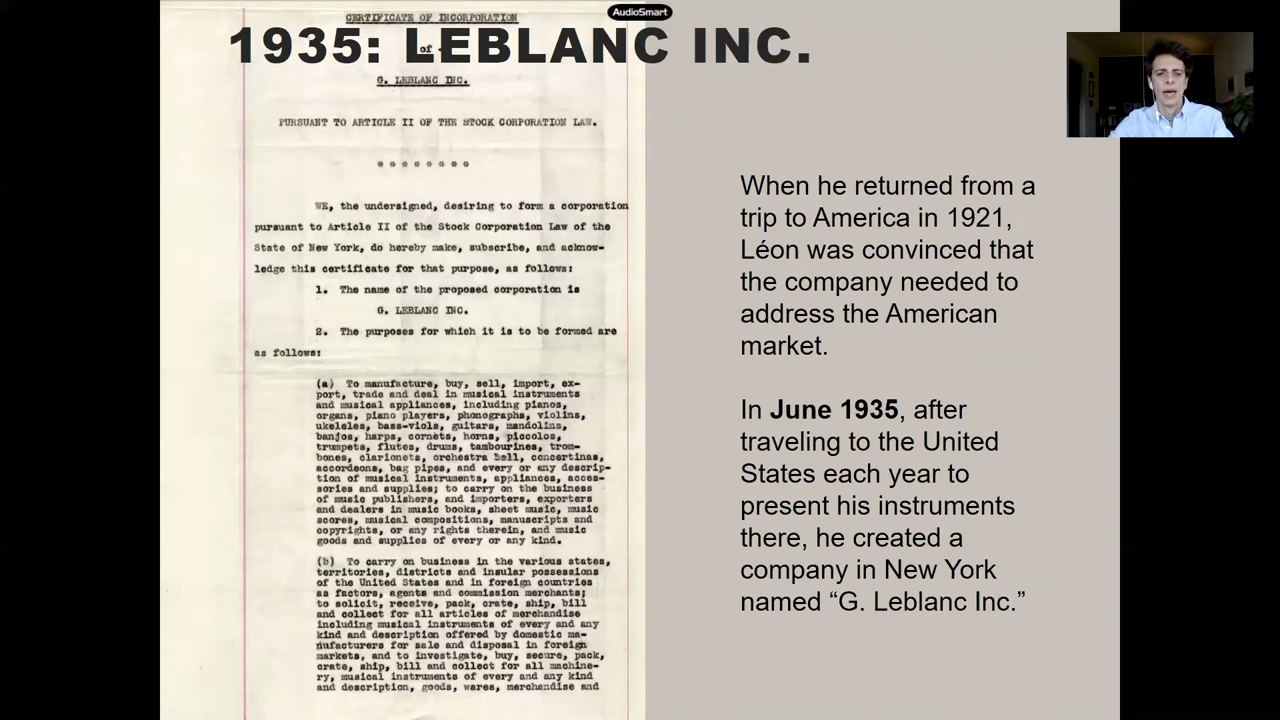 CERTIFICATE OF INCORPORATION
AudioSmart
1935: LEBLANC INC.
of
G. LEBLANC INC.
PURSUANT TO ARTICLE II OF THE STOCK CORPORATION LAW.
* * * * * * * *
WE, the undersigned, desiring to form a corporation
pursuant to Article II of the Stock Corporation Law of the
State of New York, do hereby make, subscribe, and acknow-
ledge this certificate for that purpose, as follows:
1. The name of the proposed corporation is
G. LEBLANC INC.
2. The purposes for which it is to be formed are
as follows:
(a) To manufacture, buy, sell, import, ex-
port, trade and deal in musical instruments
and musical appliances, including pianos,
organs, piano players, phonographs, violins,
ukeleles, bass-viols, guitars, mandolins,
banjos, harps, cornets, horns, piccolos,
trumpets, flutes, drums, tambourines, trom-
bones, clarionets, orchestra bell, concertinas,
accordeons, bag pipes, and every or any descrip-
tion of musical instruments, appliances, acces-
sories and supplies; to carry on the business
of music publishers, and importers, exporters
and dealers in music books, sheet music, music
scores, musical compositions, manuscripts and
copyrights, or any rights therein, and music
goods and supplies of every or any kind.
(b) To carry on business in the various states,
territories, districts and insular possessions
of the United States and in foreign countries
as factors, agents and commission merchants;
to solicit, receive, pack, crate, ship, bill
and collect for all articles of merchandise
including musical instruments of every and any
kind and description offered by domestic ma-
nufacturers for sale and disposal in foreign
markets, and to investigate, buy, secure, pack,
crate, ship, bill and collect for all machine-
ry, musical instruments of every and any kind
and description, goods, wares, merchandise and
When he returned from a
trip to America in 1921,
Léon was convinced that
the company needed to
address the American
market.
In June 1935, after
traveling to the United
States each year to
present his instruments
there, he created a
company in New York
named “G. Leblanc Inc.”